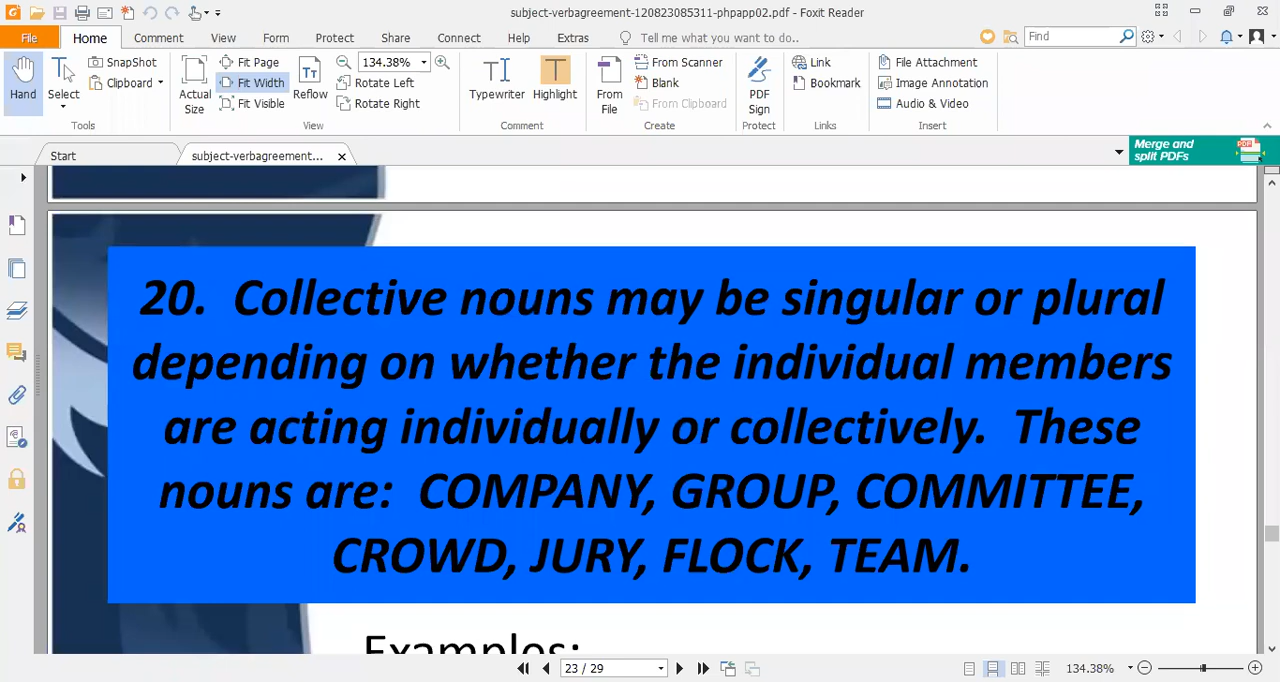 subject-verbagreement-120823085311-phpapp02.pdf - Foxit Reader
File Home Comment View Form Protect Share Connect Help Extras Tell me what you want to do.. Find
Hand
Select
SnapShot
Clipboard
Tools
Actual
Size
Fit Page
Fit Width
Fit Visible
Reflow
134.38%
Rotate Left
Rotate Right
View
Typewriter
Highlight
Comment
From
File
From Scanner
Blank
From Clipboard
Create
PDF
Sign
Protect
Link
Bookmark
Links
File Attachment
Image Annotation
Audio & Video
Insert
Start
subject-verbagreement...
Merge and
split PDFs
PDF
20. Collective nouns may be singular or plural
depending on whether the individual members
are acting individually or collectively. These
nouns are: COMPANY, GROUP, COMMITTEE,
CROWD, JURY, FLOCK, TEAM.
Examples:
23 / 29
134.38%